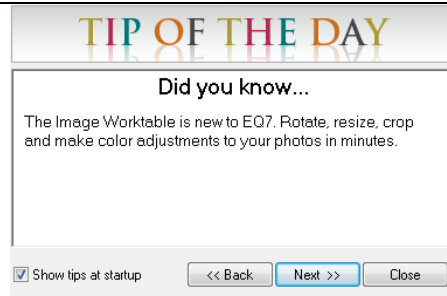 TIP OF THE DAY
Did you know...
The Image Worktable is new to EQ7. Rotate, resize, crop
and make color adjustments to your photos in minutes.
Show tips at startup
<< Back
Next >>
Close